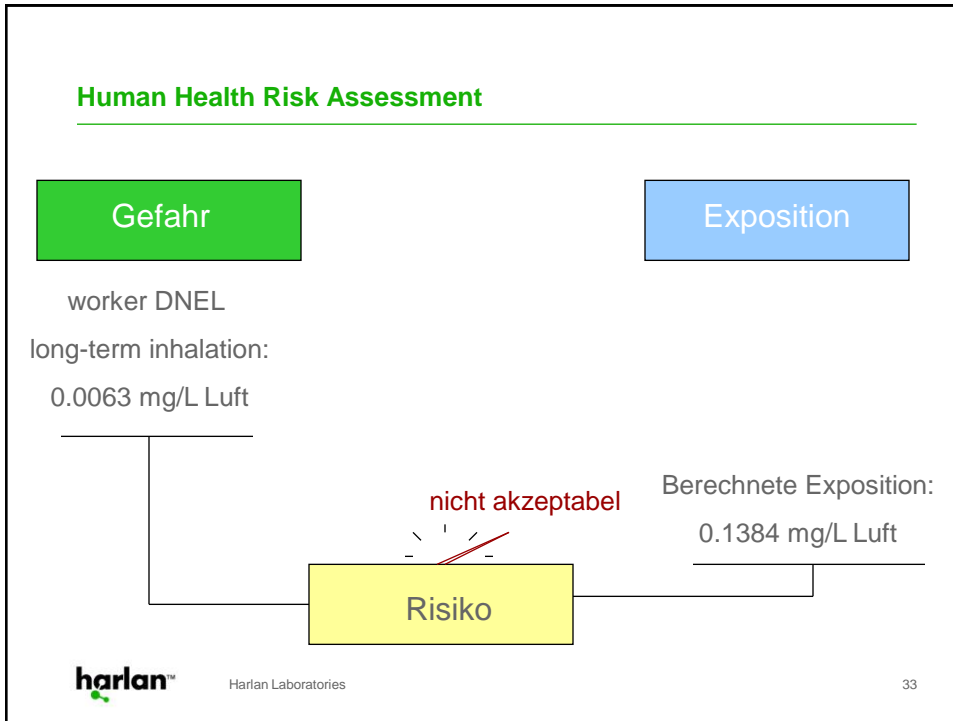 Human Health Risk Assessment
Gefahr
Exposition
worker DNEL
long-term inhalation:
0.0063 mg/L Luft
nicht akzeptabel
Berechnete Exposition:
0.1384 mg/L Luft
Risiko
harlan™
Harlan Laboratories
33